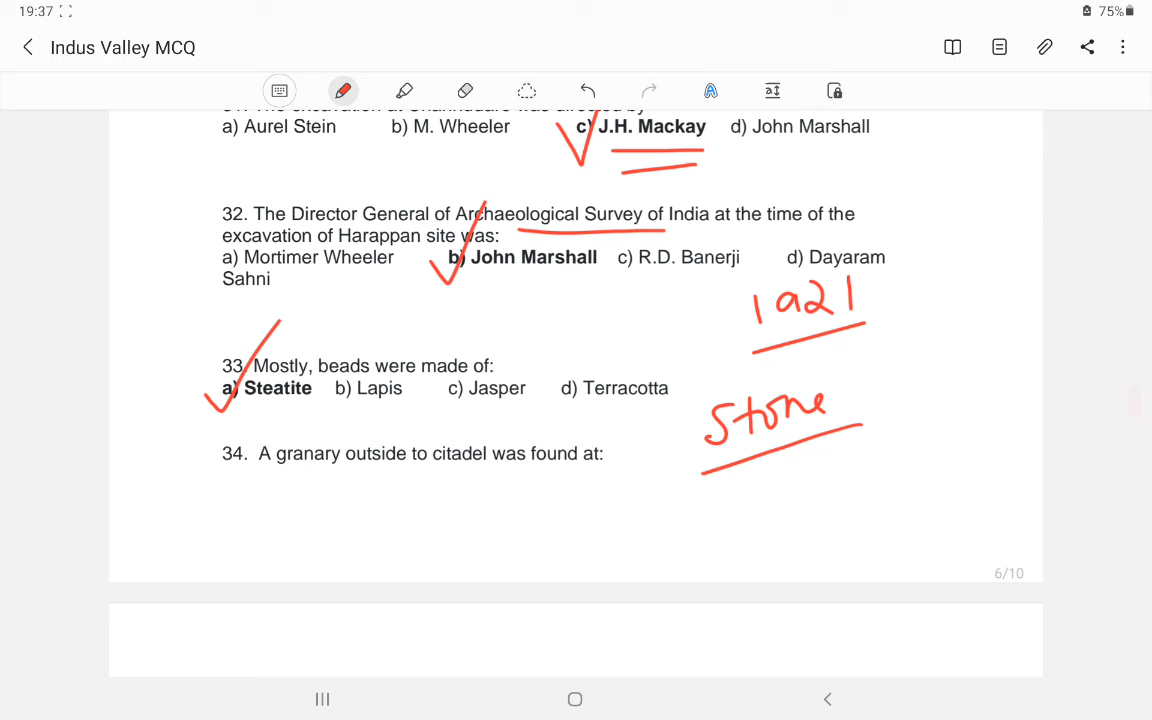 19:37
75%
Indus Valley MCQ
a) Aurel Stein b) M. Wheeler c) J.H. Mackay d) John Marshall
32. The Director General of Archaeological Survey of India at the time of the
excavation of Harappan site was:
a) Mortimer Wheeler b) John Marshall c) R.D. Banerji d) Dayaram
Sahni
1921
33. Mostly, beads were made of:
a) Steatite b) Lapis c) Jasper d) Terracotta
Stone
34. A granary outside to citadel was found at:
6/10